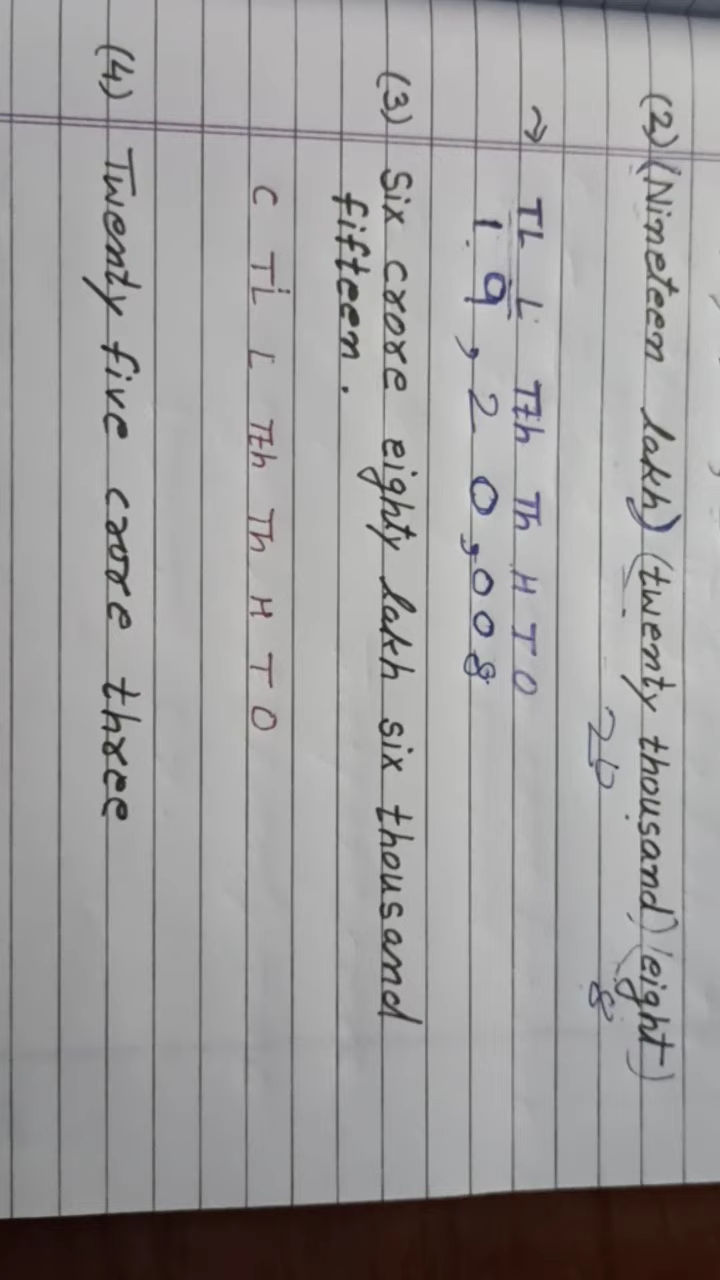 (2) (Nineteen lakh) (twenty thousand) (eight)
20 8
→ TL L TTh Th H T O
1 9 , 2 0 , 0 0 8
(3) Six crore eighty lakh six thousand
fifteen.
C TL L TTh Th H T O
(4) Twenty five crore three